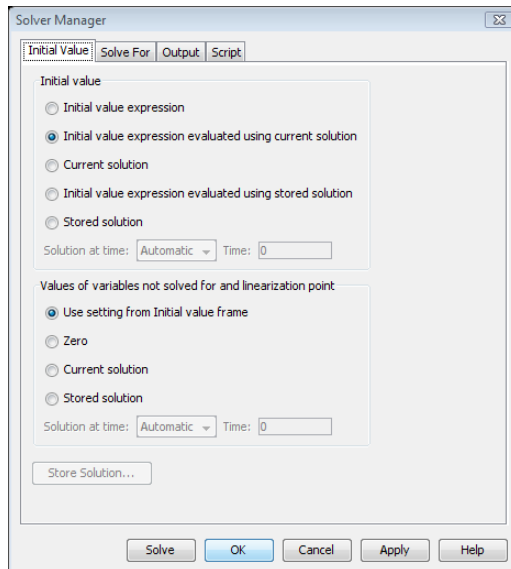 Solver Manager
Initial Value Solve For Output Script
Initial value
Initial value expression
Initial value expression evaluated using current solution
Current solution
Initial value expression evaluated using stored solution
Stored solution
Solution at time: Automatic Time: 0
Values of variables not solved for and linearization point
Use setting from Initial value frame
Zero
Current solution
Stored solution
Solution at time: Automatic Time: 0
Store Solution...
Solve OK Cancel Apply Help